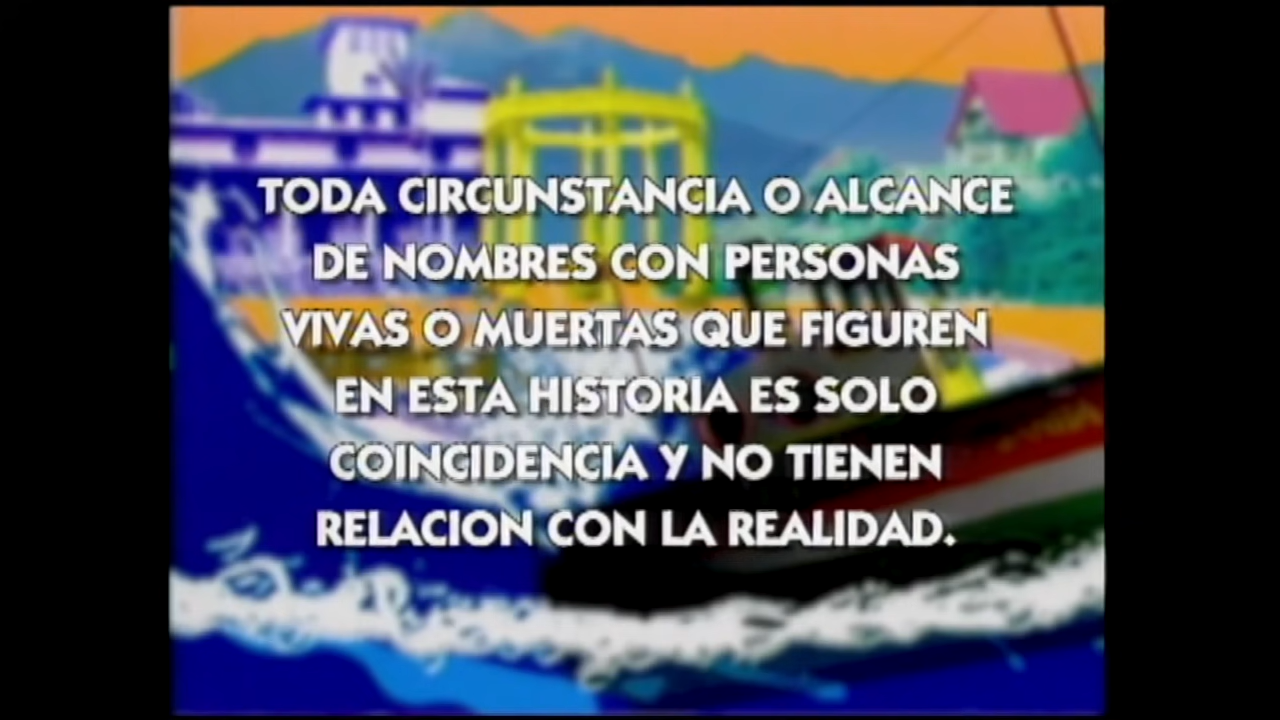 TODA CIRCUNSTANCIA O ALCANCE
DE NOMBRES CON PERSONAS
VIVAS O MUERTAS QUE FIGUREN
EN ESTA HISTORIA ES SOLO
COINCIDENCIA Y NO TIENEN
RELACION CON LA REALIDAD.